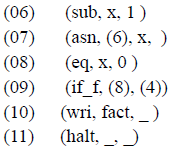 (06) (sub, x, 1 )
(07) (asn, (6), x, )
(08) (eq, x, 0 )
(09) (if_f, (8), (4))
(10) (wri, fact, _ )
(11) (halt, _, _)